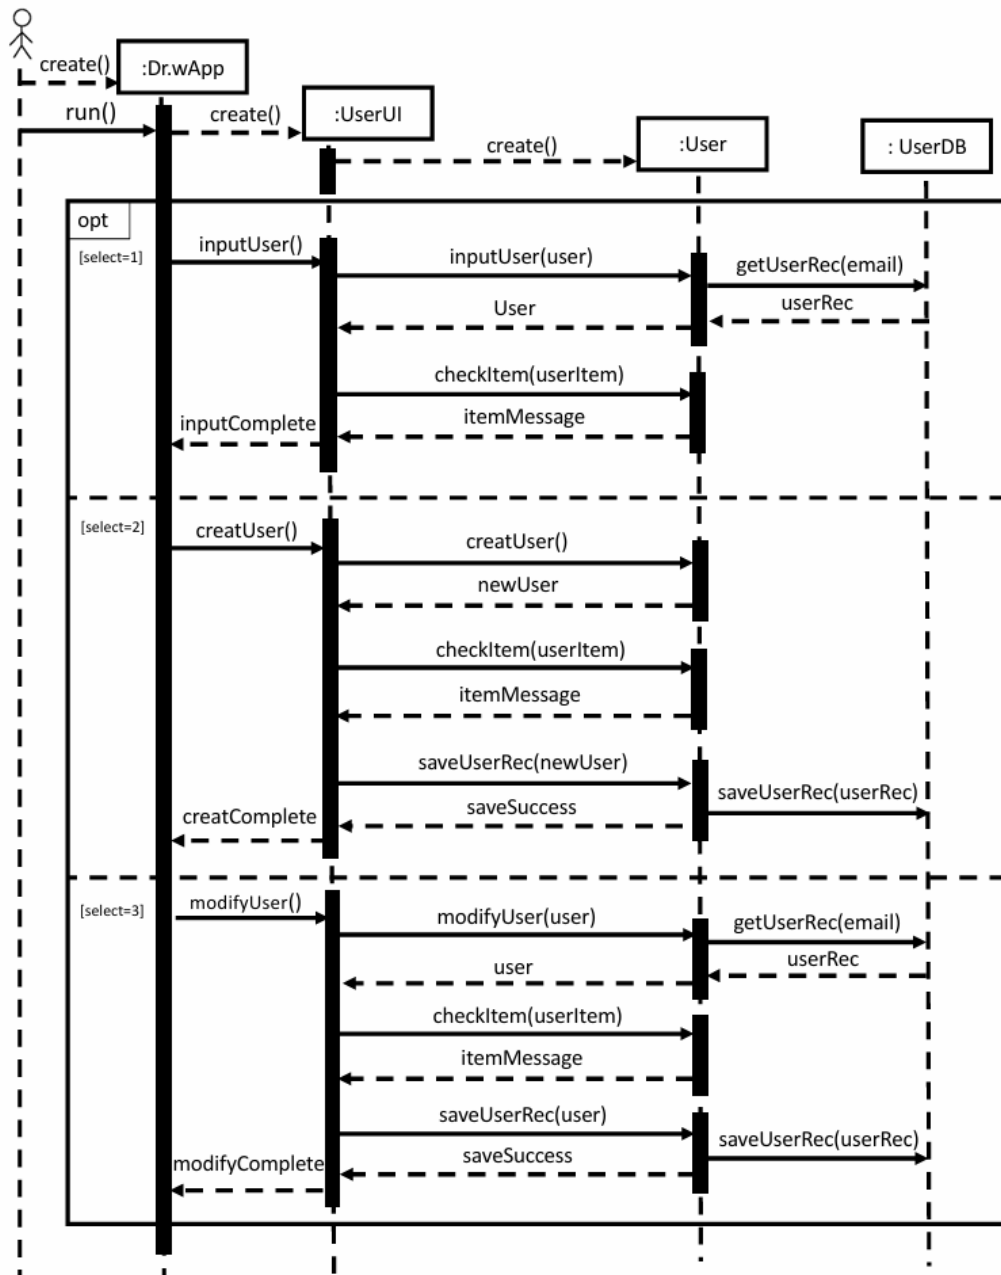 create()
:Dr.wApp
run()
create()
:UserUI
create()
:User
: UserDB
opt
[select=1]
inputUser()
inputUser(user)
getUserRec(email)
userRec
User
checkItem(userItem)
itemMessage
inputComplete
[select=2]
creatUser()
creatUser()
newUser
checkItem(userItem)
itemMessage
saveUserRec(newUser)
saveUserRec(userRec)
saveSuccess
creatComplete
[select=3]
modifyUser()
modifyUser(user)
getUserRec(email)
userRec
user
checkItem(userItem)
itemMessage
saveUserRec(user)
saveUserRec(userRec)
saveSuccess
modifyComplete